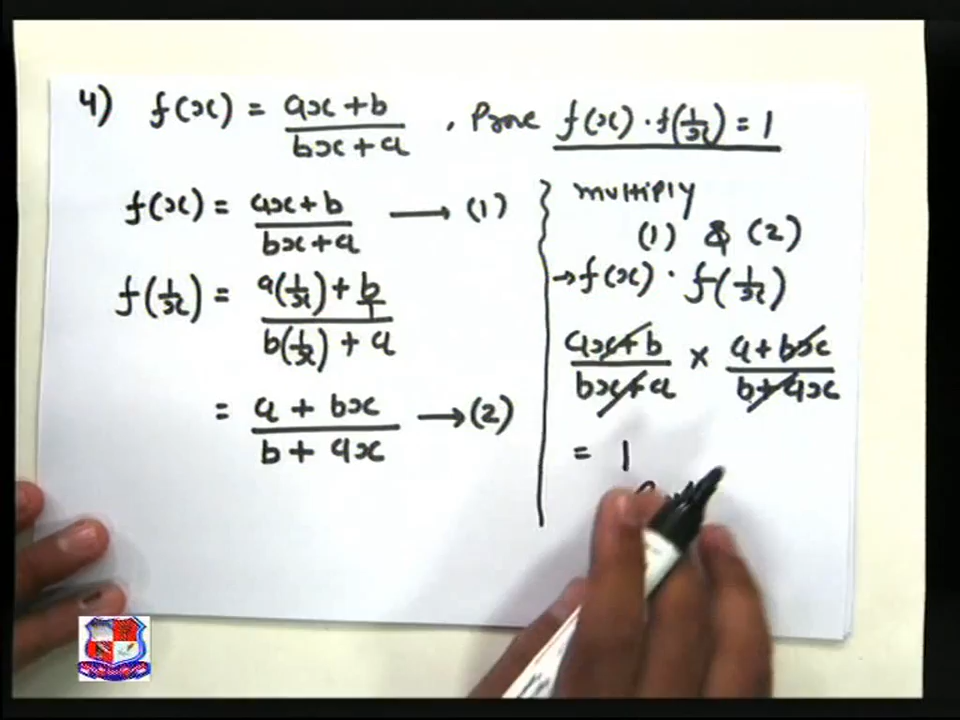 4) f(x) = (ax + b)/(bx + a) , Prove f(x) · f(1/x) = 1
f(x) = (ax + b)/(bx + a) → (1)
f(1/x) = (a(1/x) + b/1)/(b(1/x) + a)
= (a + bx)/(b + ax) → (2)
multiply
(1) & (2)
→ f(x) · f(1/x)
(ax + b)/(bx + a) × (a + bx)/(b + ax)
= 1